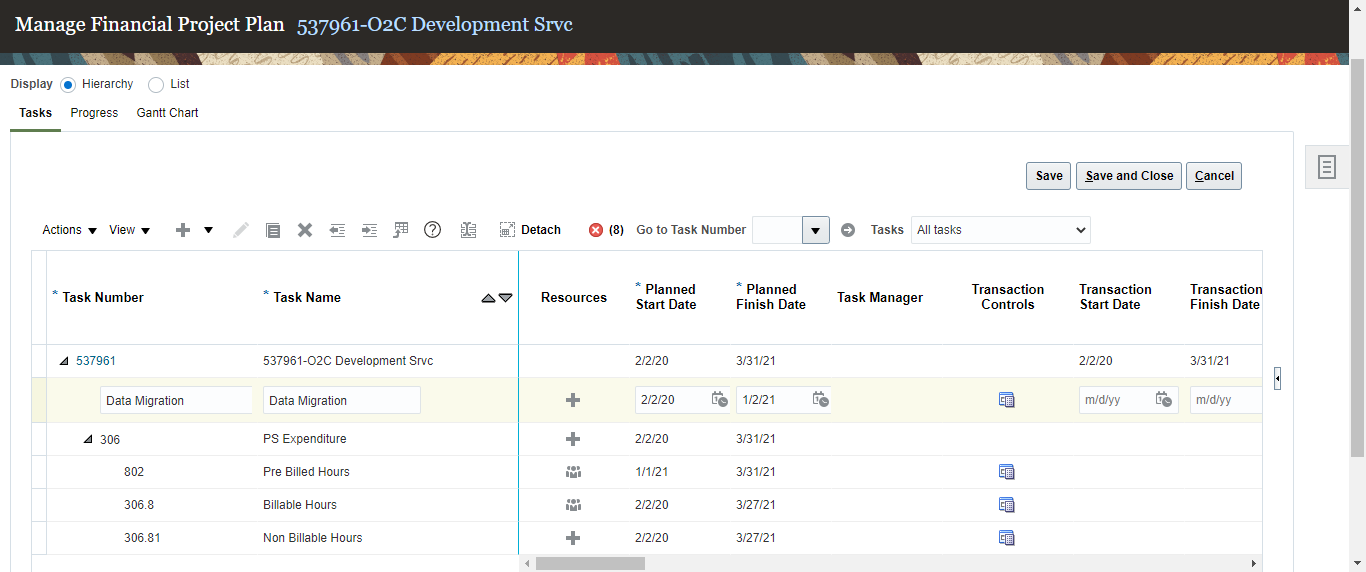 Manage Financial Project Plan 537961-O2C Development Srvc
Display Hierarchy List
Tasks Progress Gantt Chart
Save Save and Close Cancel
Actions View Detach (8) Go to Task Number Tasks All tasks
* Task Number * Task Name Resources * Planned Start Date * Planned Finish Date Task Manager Transaction Controls Transaction Start Date Transaction Finish Date
537961 537961-O2C Development Srvc 2/2/20 3/31/21 2/2/20 3/31/21
Data Migration Data Migration 2/2/20 1/2/21 m/d/yy m/d/yy
306 PS Expenditure 2/2/20 3/31/21
802 Pre Billed Hours 1/1/21 3/31/21
306.8 Billable Hours 2/2/20 3/27/21
306.81 Non Billable Hours 2/2/20 3/27/21